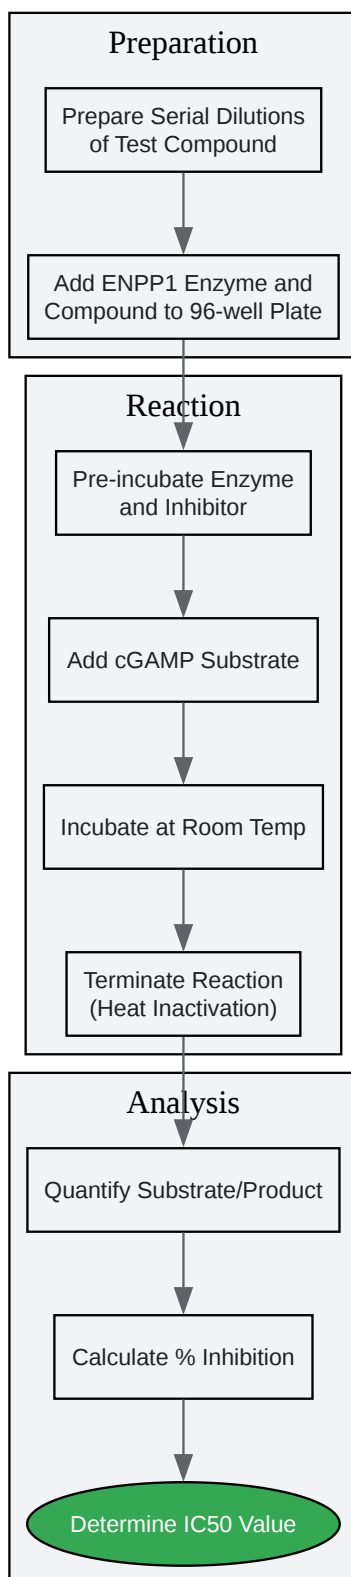 Preparation
Prepare Serial Dilutions
of Test Compound
Add ENPP1 Enzyme and
Compound to 96-well Plate
Reaction
Pre-incubate Enzyme
and Inhibitor
Add cGAMP Substrate
Incubate at Room Temp
Terminate Reaction
(Heat Inactivation)
Analysis
Quantify Substrate/Product
Calculate % Inhibition
Determine IC50 Value